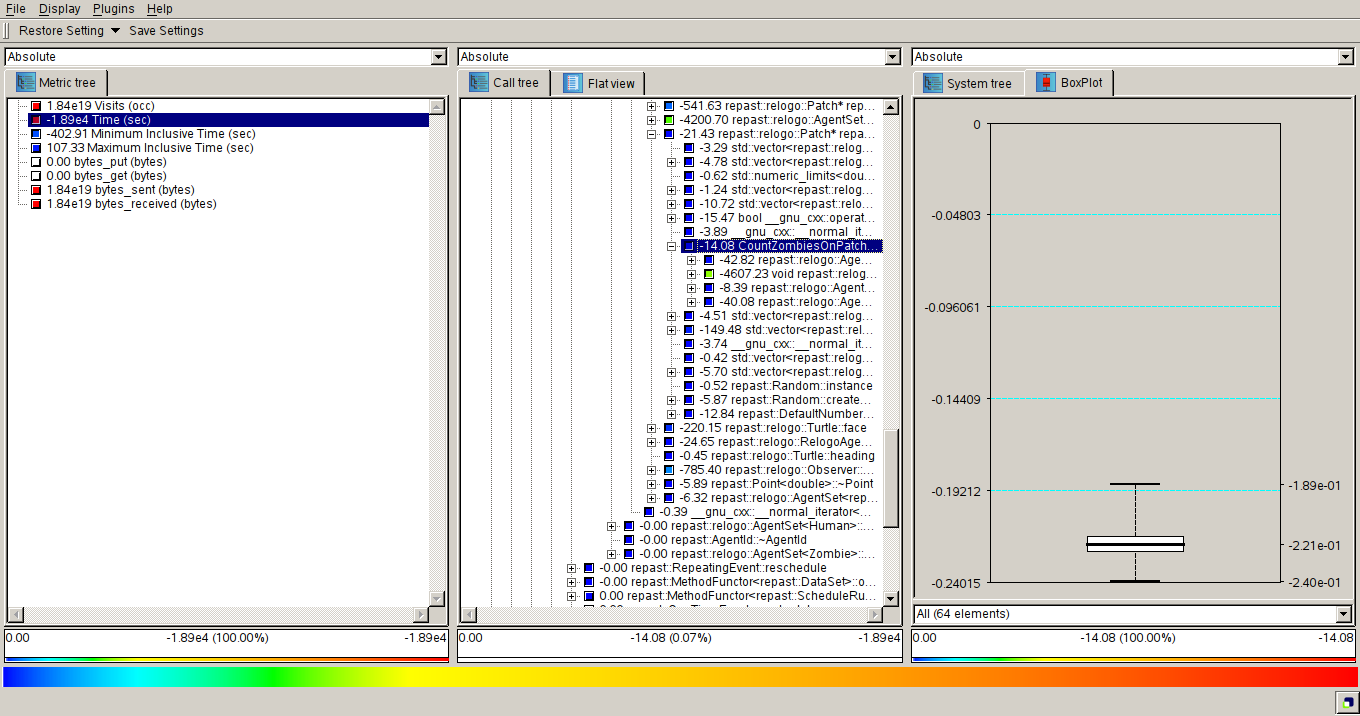 File Display Plugins Help
Restore Setting Save Settings
Absolute
Metric tree
1.84e19 Visits (occ)
-1.89e4 Time (sec)
-402.91 Minimum Inclusive Time (sec)
107.33 Maximum Inclusive Time (sec)
0.00 bytes_put (bytes)
0.00 bytes_get (bytes)
1.84e19 bytes_sent (bytes)
1.84e19 bytes_received (bytes)
0.00 -1.89e4 (100.00%) -1.89e4
Absolute
Call tree Flat view
-541.63 repast::relogo::Patch* rep...
-4200.70 repast::relogo::AgentSet...
-21.43 repast::relogo::Patch* repa...
-3.29 std::vector<repast::relog...
-4.78 std::vector<repast::relog...
-0.62 std::numeric_limits<dou...
-1.24 std::vector<repast::relog...
-10.72 std::vector<repast::relo...
-15.47 bool __gnu_cxx::operat...
-3.89 __gnu_cxx::__normal_it...
-14.08 CountZombiesOnPatch...
-42.82 repast::relogo::Age...
-4607.23 void repast::relog...
-8.39 repast::relogo::Agent...
-40.08 repast::relogo::Age...
-4.51 std::vector<repast::relog...
-149.48 std::vector<repast::rel...
-3.74 __gnu_cxx::__normal_it...
-0.42 std::vector<repast::relog...
-5.70 std::vector<repast::relog...
-0.52 repast::Random::instance
-5.87 repast::Random::create...
-12.84 repast::DefaultNumber...
-220.15 repast::relogo::Turtle::face
-24.65 repast::relogo::RelogoAge...
-0.45 repast::relogo::Turtle::heading
-785.40 repast::relogo::Observer::...
-5.89 repast::Point<double>::~Point
-6.32 repast::relogo::AgentSet<rep...
-0.39 __gnu_cxx::__normal_iterator<...
-0.00 repast::relogo::AgentSet<Human>::...
-0.00 repast::AgentId::~AgentId
-0.00 repast::relogo::AgentSet<Zombie>::...
-0.00 repast::RepeatingEvent::reschedule
-0.00 repast::MethodFunctor<repast::DataSet>::o...
0.00 repast::MethodFunctor<repast::ScheduleRu...
0.00 -14.08 (0.07%) -1.89e4
Absolute
System tree BoxPlot
0
-0.04803
-0.096061
-0.14409
-0.19212
-0.24015
-1.89e-01
-2.21e-01
-2.40e-01
All (64 elements)
0.00 -14.08 (100.00%) -14.08